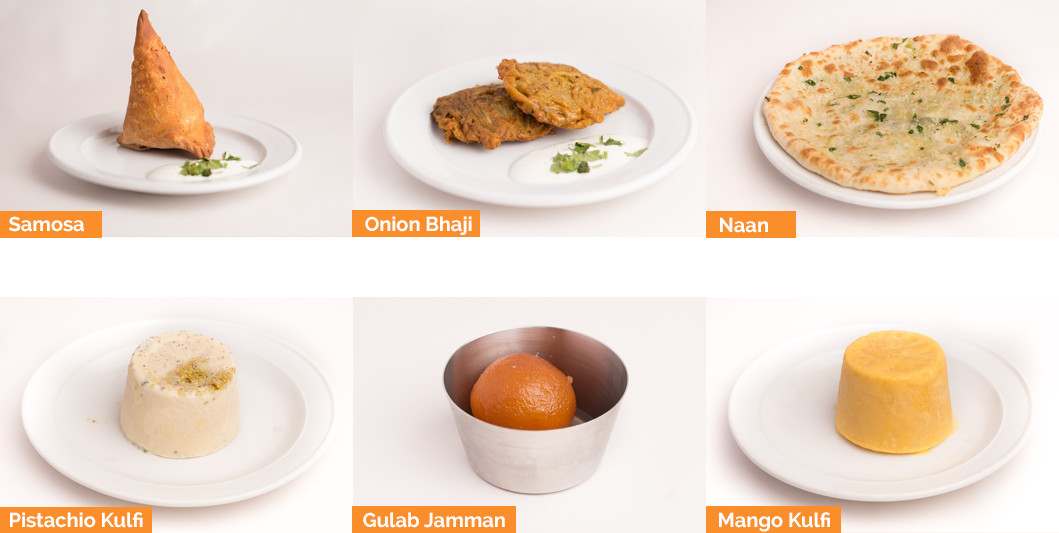 Samosa
Onion Bhaji
Naan
Pistachio Kulfi
Gulab Jamman
Mango Kulfi